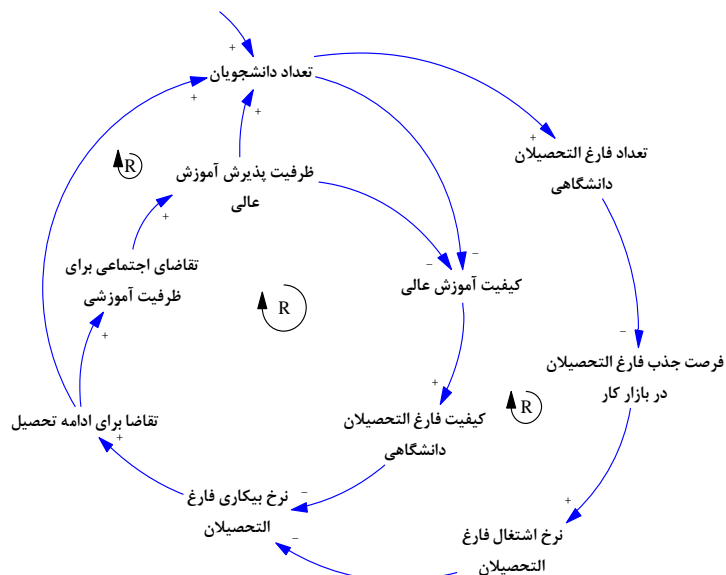 +
تعداد دانشجویان
+
+
+
تعداد فارغ التحصیلان
دانشگاهی
R
ظرفیت پذیرش آموزش
عالی
+
تقاضای اجتماعی برای
ظرفیت آموزشی
−
−
کیفیت آموزش عالی
R
+
−
فرصت جذب فارغ التحصیلان
در بازار کار
+
کیفیت فارغ التحصیلان
دانشگاهی
R
تقاضا برای ادامه تحصیل
+
−
نرخ بیکاری فارغ
التحصیلان
−
+
نرخ اشتغال فارغ
التحصیلان